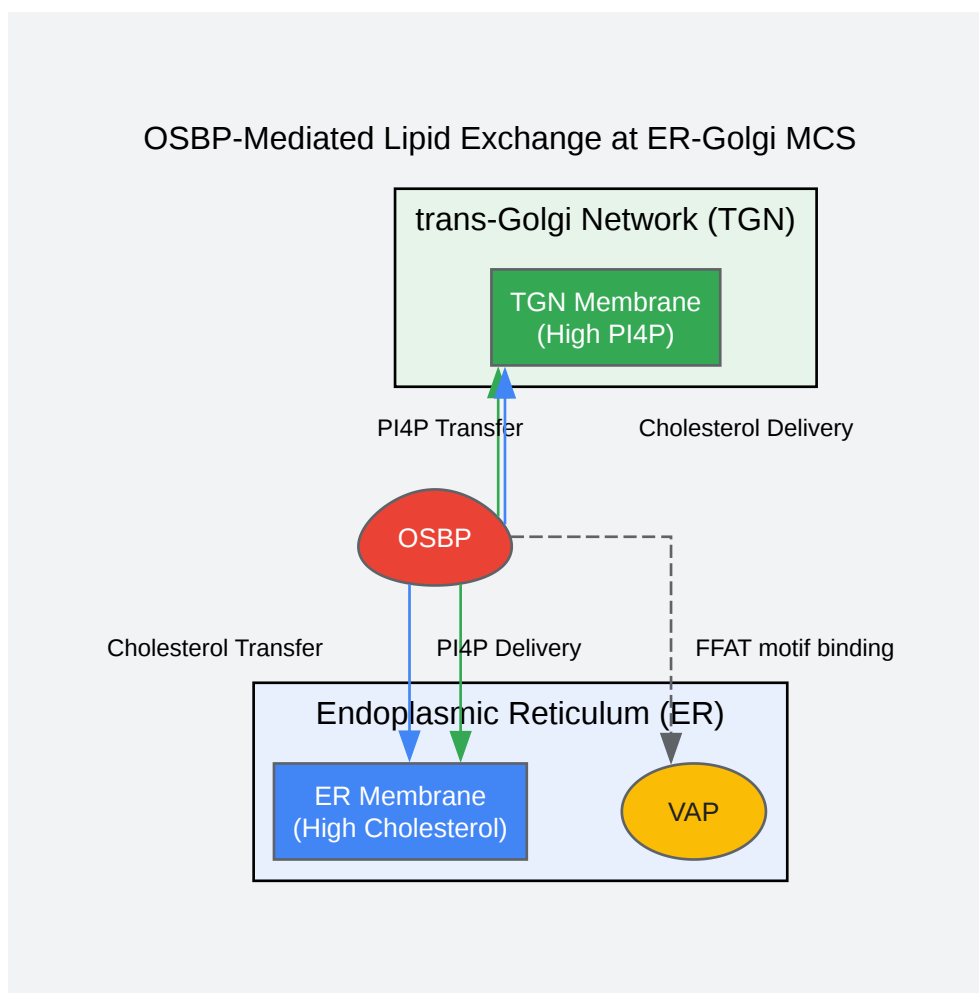 OSBP-Mediated Lipid Exchange at ER-Golgi MCS
trans-Golgi Network (TGN)
TGN Membrane
(High PI4P)
PI4P Transfer
Cholesterol Delivery
OSBP
Cholesterol Transfer
PI4P Delivery
FFAT motif binding
Endoplasmic Reticulum (ER)
ER Membrane
(High Cholesterol)
VAP